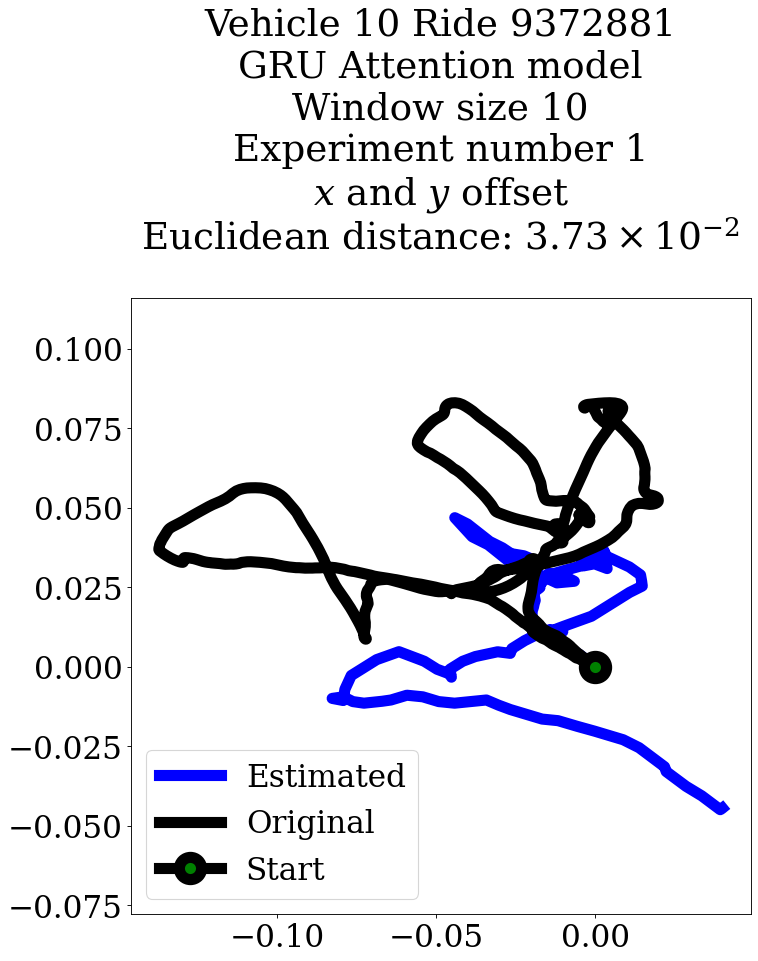 Vehicle 10 Ride 9372881
GRU Attention model
Window size 10
Experiment number 1
x and y offset
Euclidean distance: 3.73 × 10⁻²
0.100
0.075
0.050
0.025
0.000
−0.025
−0.050
−0.075
Estimated
Original
Start
−0.10
−0.05
0.00